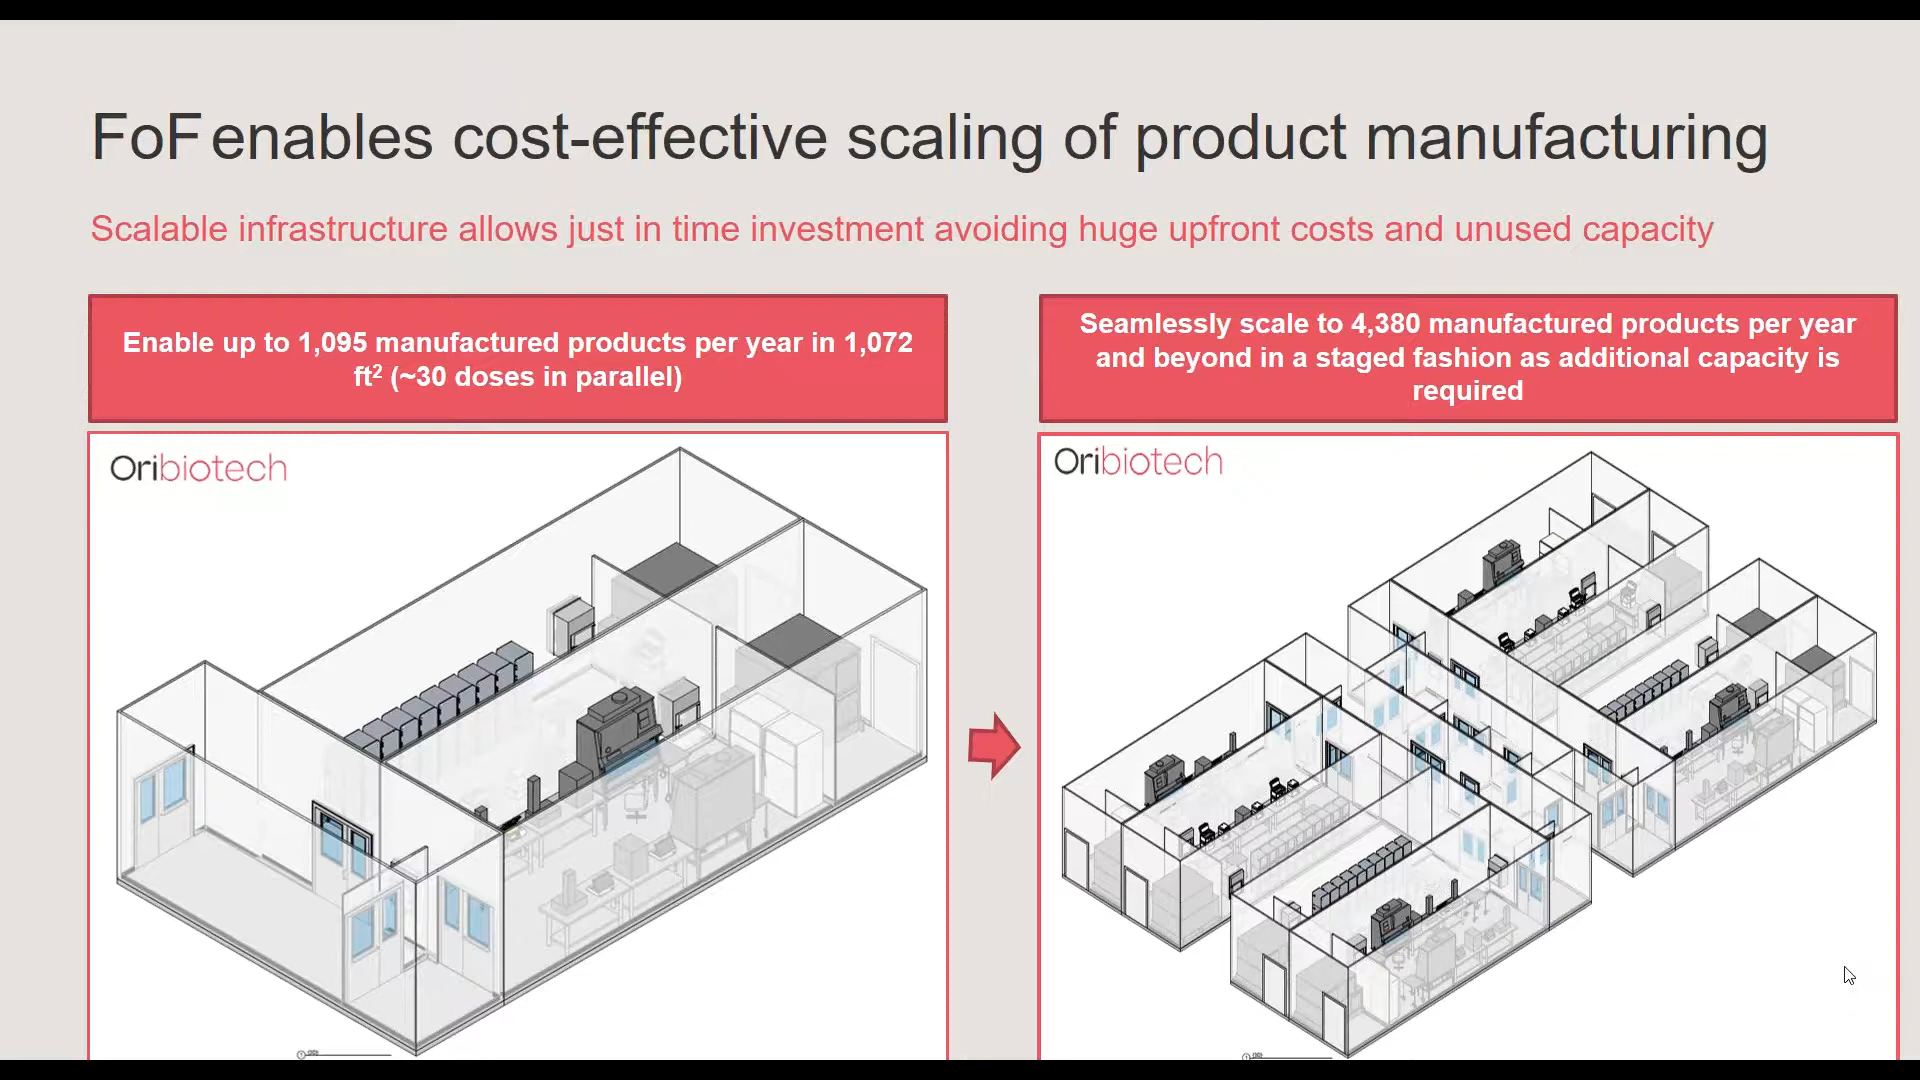 FoF enables cost-effective scaling of product manufacturing
Scalable infrastructure allows just in time investment avoiding huge upfront costs and unused capacity
Enable up to 1,095 manufactured products per year in 1,072
ft² (~30 doses in parallel)
Seamlessly scale to 4,380 manufactured products per year
and beyond in a staged fashion as additional capacity is
required
Oribiotech
Oribiotech